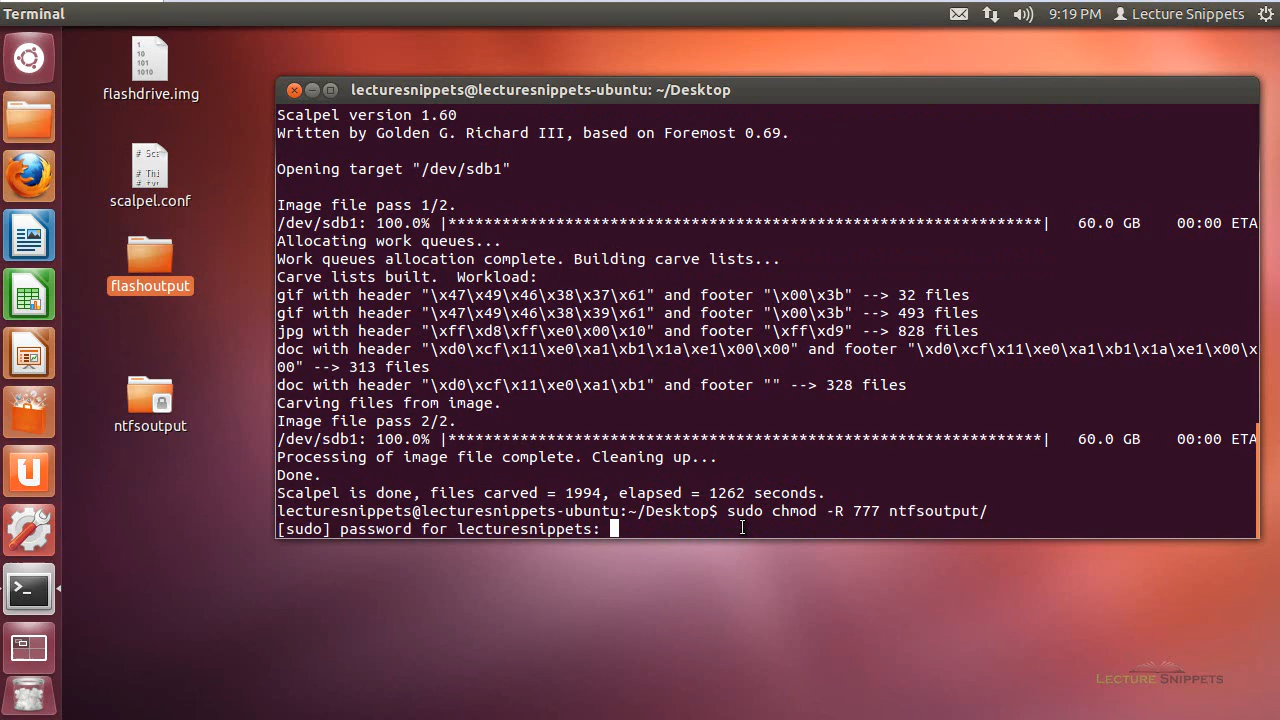 Terminal
9:19 PM Lecture Snippets
1
10
101
1010
flashdrive.img
# Sca
# Thi
# ty
scalpel.conf
flashoutput
ntfsoutput
lecturesnippets@lecturesnippets-ubuntu: ~/Desktop
Scalpel version 1.60
Written by Golden G. Richard III, based on Foremost 0.69.
Opening target "/dev/sdb1"
Image file pass 1/2.
/dev/sdb1: 100.0% |******************************************************************| 60.0 GB 00:00 ETA
Allocating work queues...
Work queues allocation complete. Building carve lists...
Carve lists built. Workload:
gif with header "\x47\x49\x46\x38\x37\x61" and footer "\x00\x3b" --> 32 files
gif with header "\x47\x49\x46\x38\x39\x61" and footer "\x00\x3b" --> 493 files
jpg with header "\xff\xd8\xff\xe0\x00\x10" and footer "\xff\xd9" --> 828 files
doc with header "\xd0\xcf\x11\xe0\xa1\xb1\x1a\xe1\x00\x00" and footer "\xd0\xcf\x11\xe0\xa1\xb1\x1a\xe1\x00\x
00" --> 313 files
doc with header "\xd0\xcf\x11\xe0\xa1\xb1" and footer "" --> 328 files
Carving files from image.
Image file pass 2/2.
/dev/sdb1: 100.0% |******************************************************************| 60.0 GB 00:00 ETA
Processing of image file complete. Cleaning up...
Done.
Scalpel is done, files carved = 1994, elapsed = 1262 seconds.
lecturesnippets@lecturesnippets-ubuntu:~/Desktop$ sudo chmod -R 777 ntfsoutput/
[sudo] password for lecturesnippets:
LECTURE SNIPPETS